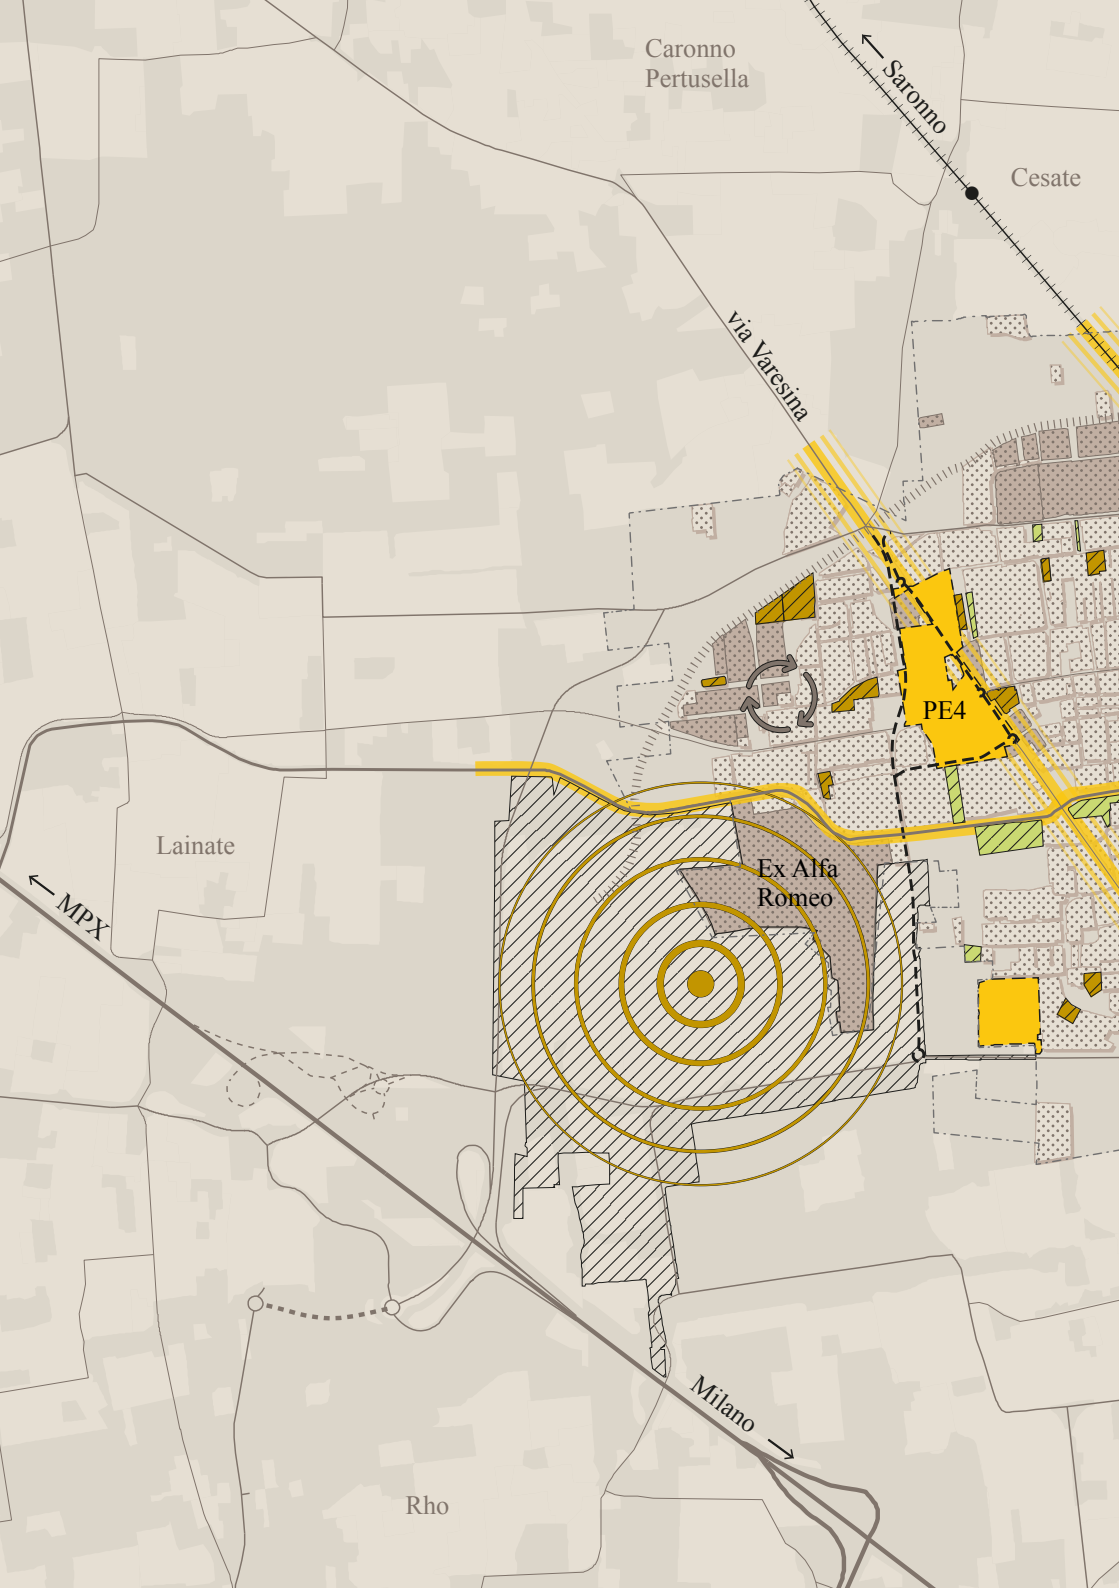 Caronno
Pertusella
Saronno
Cesate
via Varesina
PE4
Lainate
Ex Alfa
Romeo
MPX
Milano
Rho